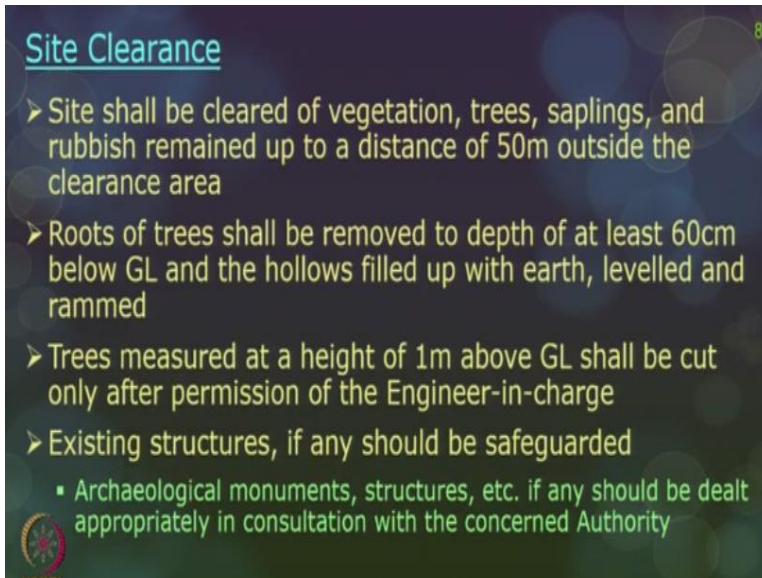 8
Site Clearance
➢ Site shall be cleared of vegetation, trees, saplings, and
rubbish remained up to a distance of 50m outside the
clearance area
➢ Roots of trees shall be removed to depth of at least 60cm
below GL and the hollows filled up with earth, levelled and
rammed
➢ Trees measured at a height of 1m above GL shall be cut
only after permission of the Engineer-in-charge
➢ Existing structures, if any should be safeguarded
▪ Archaeological monuments, structures, etc. if any should be dealt
appropriately in consultation with the concerned Authority